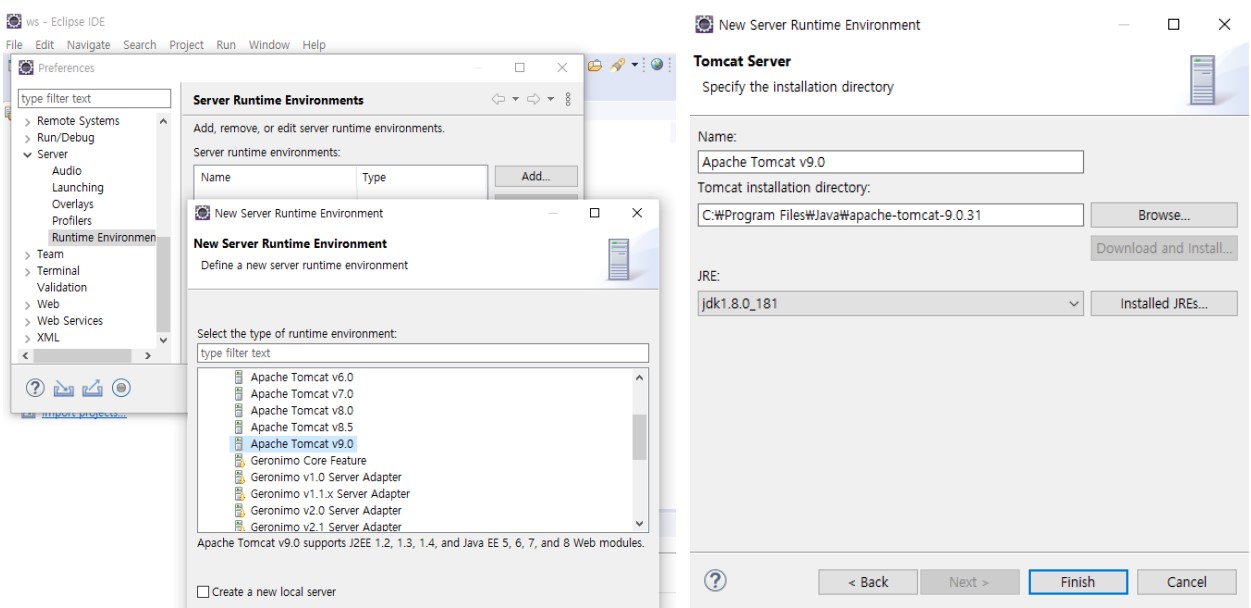 ws - Eclipse IDE
File Edit Navigate Search Project Run Window Help
Preferences
type filter text
Remote Systems
Run/Debug
Server
Audio
Launching
Overlays
Profilers
Runtime Environmen
Team
Terminal
Validation
Web
Web Services
XML
Import projects...
Server Runtime Environments
Add, remove, or edit server runtime environments.
Server runtime environments:
Name Type
Add...
New Server Runtime Environment
New Server Runtime Environment
Define a new server runtime environment
Select the type of runtime environment:
type filter text
Apache Tomcat v6.0
Apache Tomcat v7.0
Apache Tomcat v8.0
Apache Tomcat v8.5
Apache Tomcat v9.0
Geronimo Core Feature
Geronimo v1.0 Server Adapter
Geronimo v1.1.x Server Adapter
Geronimo v2.0 Server Adapter
Geronimo v2.1 Server Adapter
Apache Tomcat v9.0 supports J2EE 1.2, 1.3, 1.4, and Java EE 5, 6, 7, and 8 Web modules.
Create a new local server
New Server Runtime Environment
Tomcat Server
Specify the installation directory
Name:
Apache Tomcat v9.0
Tomcat installation directory:
C:₩Program Files₩Java₩apache-tomcat-9.0.31
Browse...
Download and Install...
JRE:
jdk1.8.0_181
Installed JREs...
< Back Next > Finish Cancel